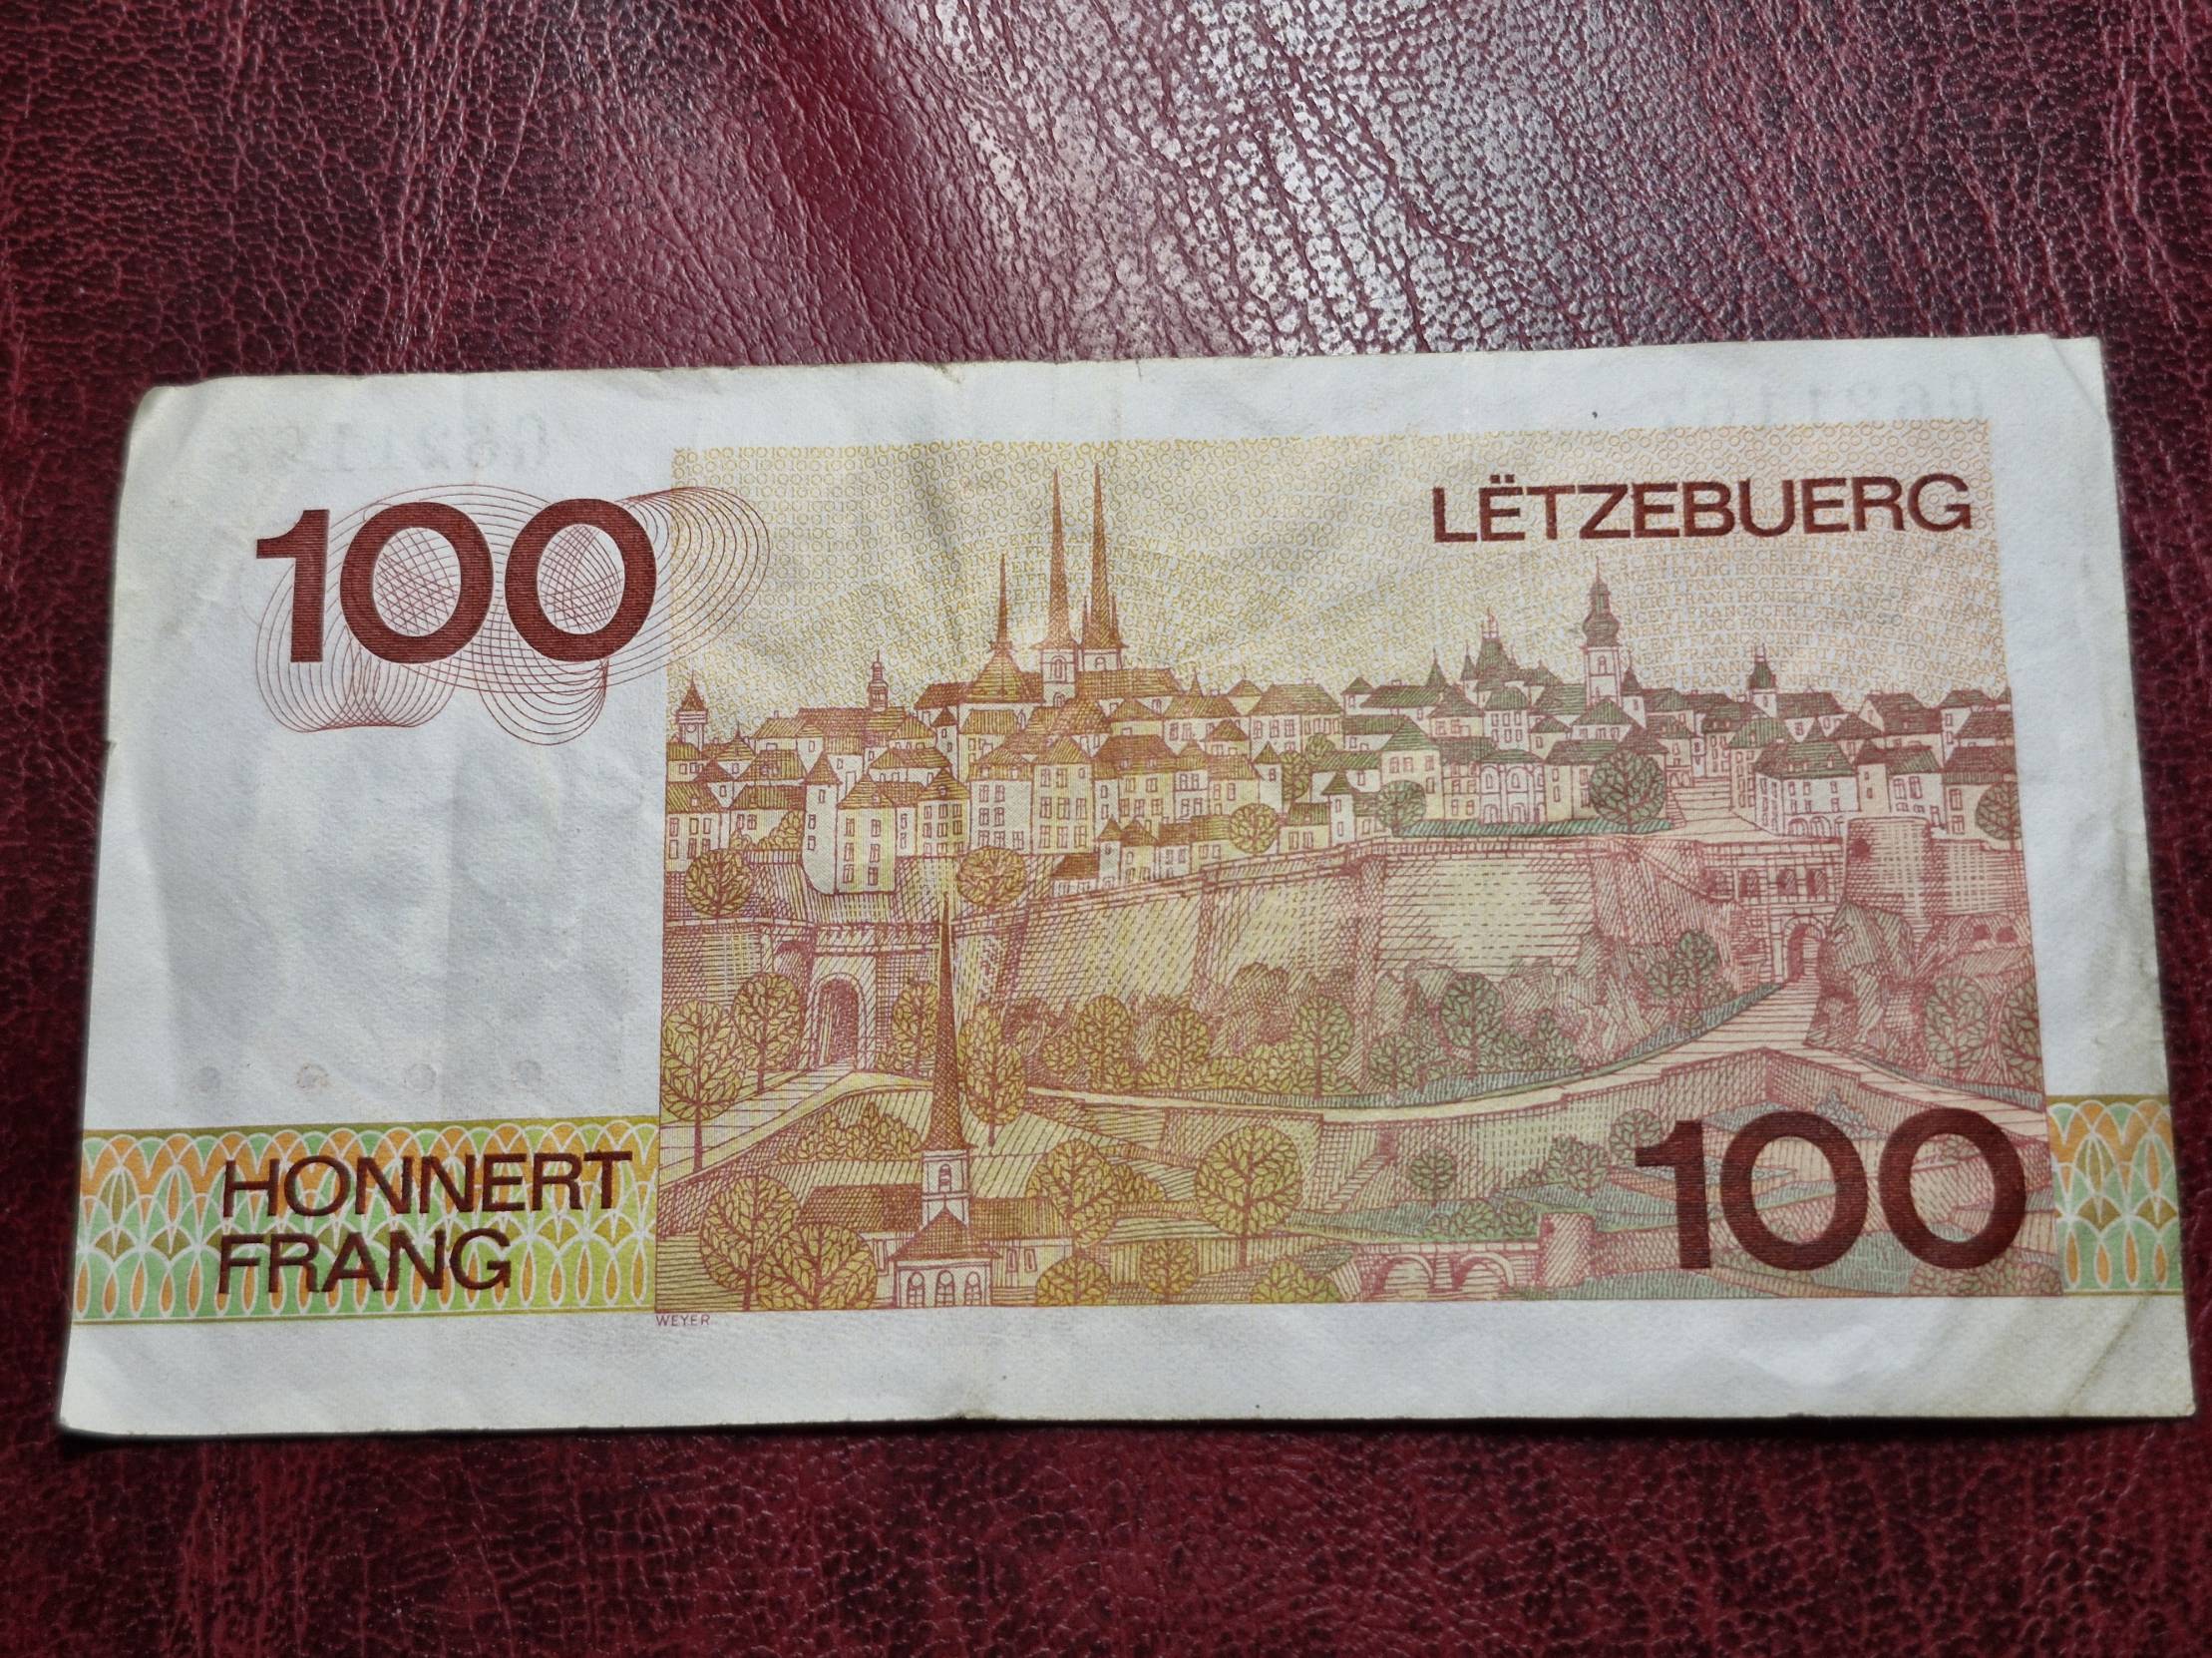 100
LËTZEBUERG
HONNERT
FRANG
100
WEYER